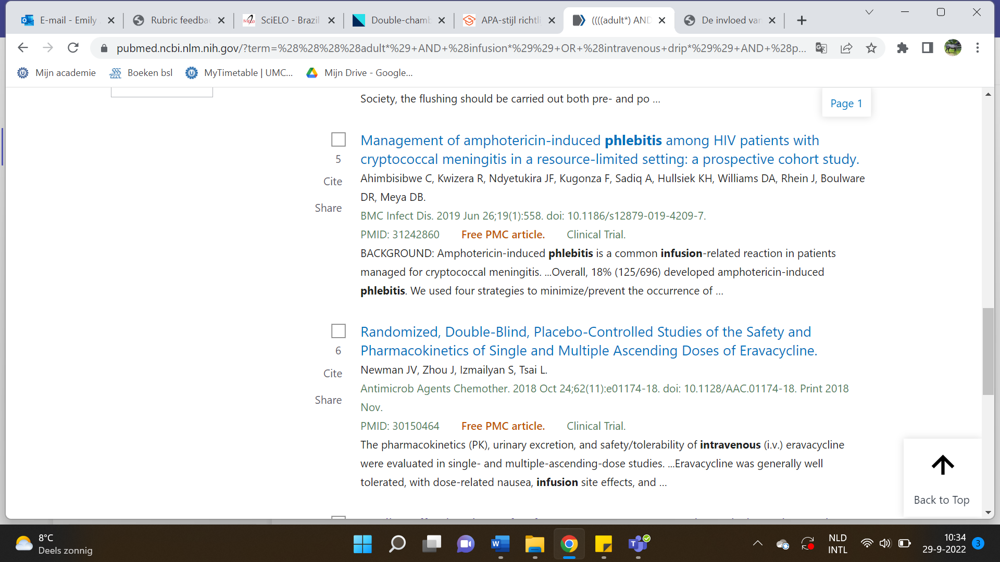 E-mail - Emily
Rubric feedbac
SciELO - Brazil
Double-chamb
APA-stijl richtli
((((adult*) AND
De invloed van
pubmed.ncbi.nlm.nih.gov/?term=%28%28%28%28adult*%29+AND+%28infusion*%29%29+OR+%28intravenous+drip*%29%29+AND+%28p...
Mijn academie
Boeken bsl
MyTimetable | UMC...
Mijn Drive - Google...
Society, the flushing should be carried out both pre- and po ...
Page 1
Management of amphotericin-induced phlebitis among HIV patients with
5
cryptococcal meningitis in a resource-limited setting: a prospective cohort study.
Cite
Ahimbisibwe C, Kwizera R, Ndyetukira JF, Kugonza F, Sadiq A, Hullsiek KH, Williams DA, Rhein J, Boulware
DR, Meya DB.
Share
BMC Infect Dis. 2019 Jun 26;19(1):558. doi: 10.1186/s12879-019-4209-7.
PMID: 31242860 Free PMC article. Clinical Trial.
BACKGROUND: Amphotericin-induced phlebitis is a common infusion-related reaction in patients
managed for cryptococcal meningitis. ...Overall, 18% (125/696) developed amphotericin-induced
phlebitis. We used four strategies to minimize/prevent the occurrence of ...
Randomized, Double-Blind, Placebo-Controlled Studies of the Safety and
6
Pharmacokinetics of Single and Multiple Ascending Doses of Eravacycline.
Cite
Newman JV, Zhou J, Izmailyan S, Tsai L.
Share
Antimicrob Agents Chemother. 2018 Oct 24;62(11):e01174-18. doi: 10.1128/AAC.01174-18. Print 2018
Nov.
PMID: 30150464 Free PMC article. Clinical Trial.
The pharmacokinetics (PK), urinary excretion, and safety/tolerability of intravenous (i.v.) eravacycline
were evaluated in single- and multiple-ascending-dose studies. ...Eravacycline was generally well
tolerated, with dose-related nausea, infusion site effects, and ...
Back to Top
8°C
Deels zonnig
NLD
INTL
10:34
29-9-2022
3